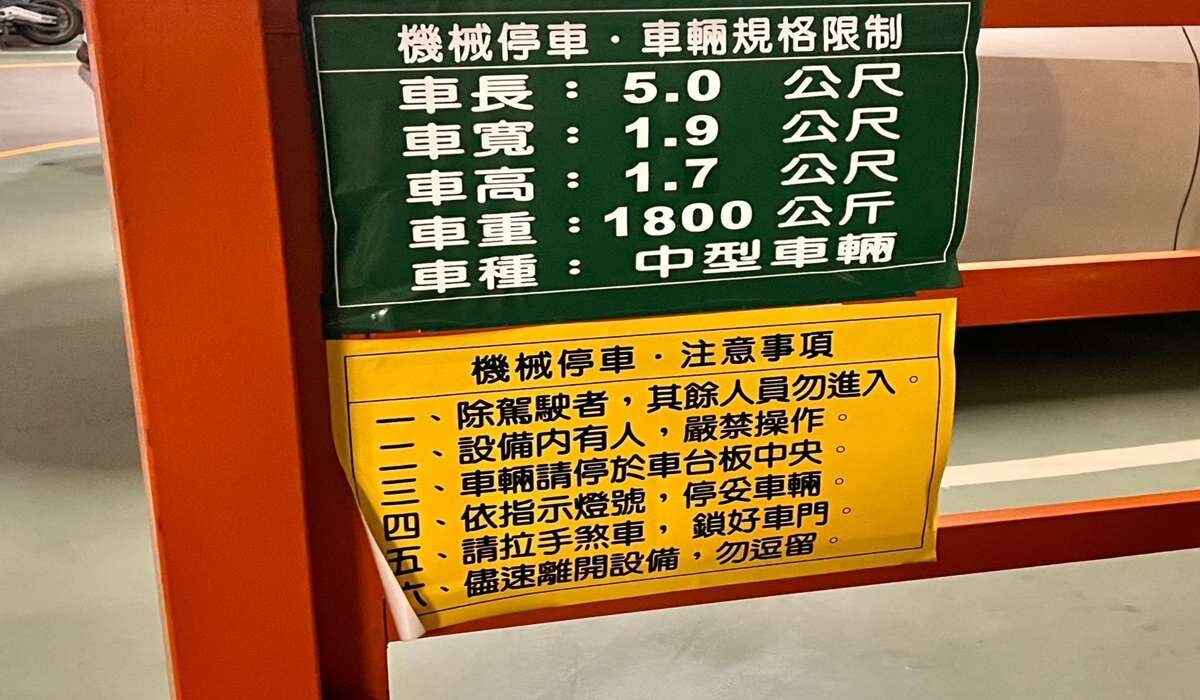 機械停車·車輛規格限制
車長：5.0 公尺
車寬：1.9 公尺
車高：1.7 公尺
車重：1800 公斤
車種：中型車輛
機械停車·注意事項
一、除駕駛者，其餘人員勿進入。
二、設備內有人，嚴禁操作。
三、車輛請停於車台板中央。
四、依指示燈號，停妥車輛。
五、請拉手煞車，鎖好車門。
六、儘速離開設備，勿逗留。